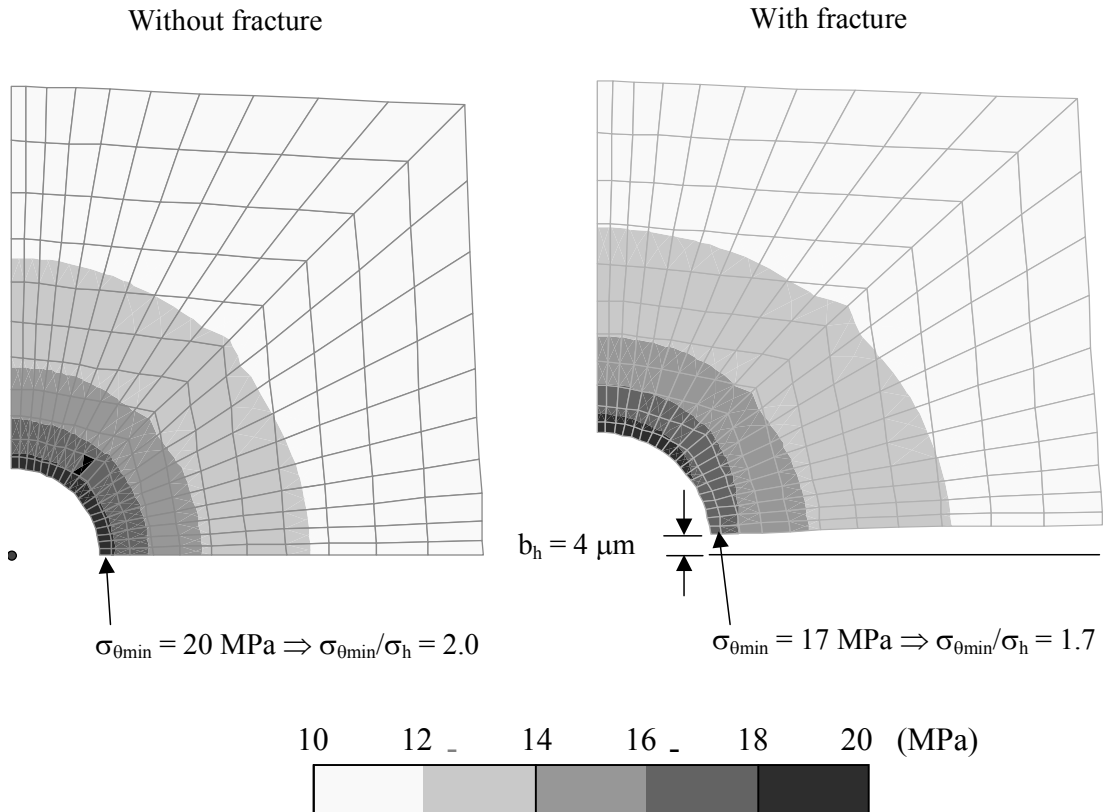 Without fracture
With fracture
b_h = 4 μm
σ_θmin = 20 MPa ⇒ σ_θmin/σ_h = 2.0
σ_θmin = 17 MPa ⇒ σ_θmin/σ_h = 1.7
10 12 - 14 16 - 18 20 (MPa)